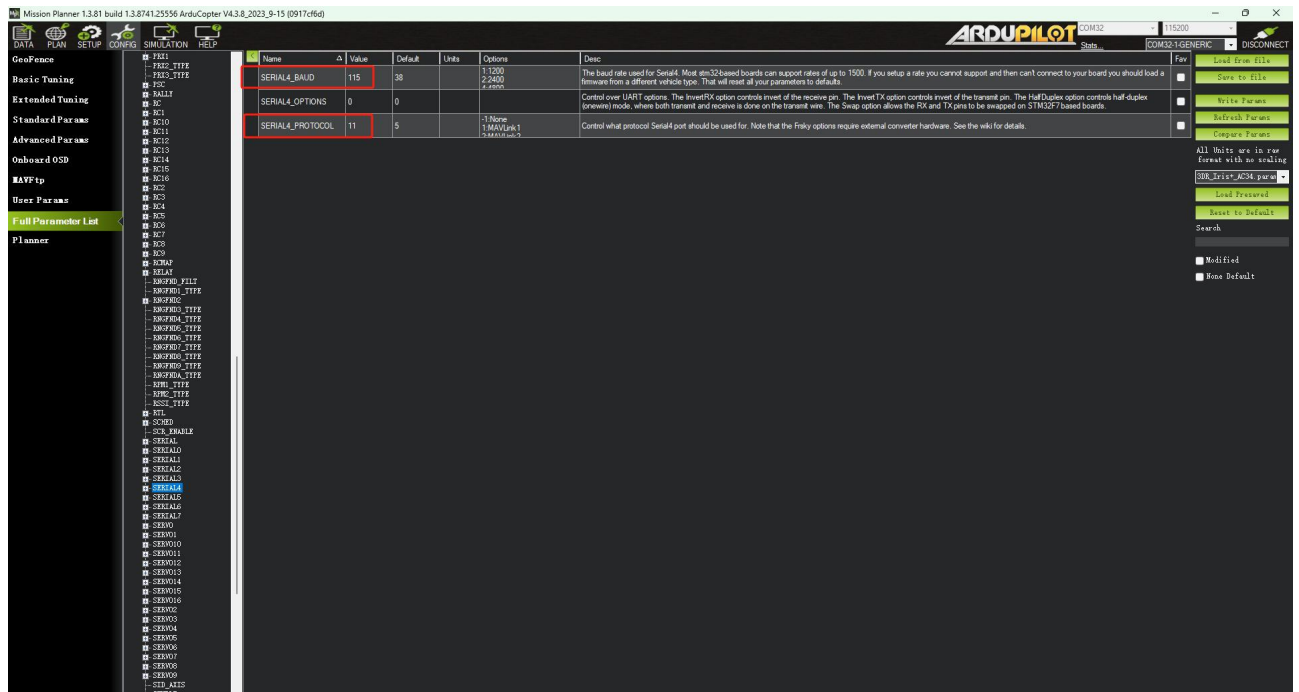 Mission Planner 1.3.81 build 1.3.8741.25556 ArduCopter V4.3.8_2023_9-15 (0917cf6d)
DATA PLAN SETUP CONFIG SIMULATION HELP
ARDUPILOT
COM32 115200
Stats... COM32-1-GENERIC DISCONNECT
GeoFence
Basic Tuning
Extended Tuning
Standard Params
Advanced Params
Onboard OSD
MAVFtp
User Params
Full Parameter List
Planner
PRX1
PRX2_TYPE
PRX3_TYPE
PSC
RALLY
RC
RC1
RC10
RC11
RC12
RC13
RC14
RC15
RC16
RC2
RC3
RC4
RC5
RC6
RC7
RC8
RC9
RCMAP
RELAY
RNGFND_FILT
RNGFND1_TYPE
RNGFND2
RNGFND3_TYPE
RNGFND4_TYPE
RNGFND5_TYPE
RNGFND6_TYPE
RNGFND7_TYPE
RNGFND8_TYPE
RNGFND9_TYPE
RNGFNDA_TYPE
RPM1_TYPE
RPM2_TYPE
RSSI_TYPE
RTL
SCHED
SCR_ENABLE
SERIAL
SERIAL0
SERIAL1
SERIAL2
SERIAL3
SERIAL4
SERIAL5
SERIAL6
SERIAL7
SERVO
SERVO1
SERVO10
SERVO11
SERVO12
SERVO13
SERVO14
SERVO15
SERVO16
SERVO2
SERVO3
SERVO4
SERVO5
SERVO6
SERVO7
SERVO8
SERVO9
SID_AXIS
Name Value Default Units Options Desc Fav
SERIAL4_BAUD 115 38
1:1200
2:2400
4:4800
The baud rate used for Serial4. Most stm32-based boards can support rates of up to 1500. If you setup a rate you cannot support and then can't connect to your board you should load a
firmware from a different vehicle type. That will reset all your parameters to defaults
SERIAL4_OPTIONS 0 0
Control over UART options. The InvertRX option controls invert of the receive pin. The InvertTX option controls invert of the transmit pin. The HalfDuplex option controls half-duplex
(onewire) mode, where both transmit and receive is done on the transmit wire. The Swap option allows the RX and TX pins to be swapped on STM32F7 based boards.
SERIAL4_PROTOCOL 11 5
-1:None
1:MAVLink1
2:MAVLink2
Control what protocol Serial4 port should be used for. Note that the Frsky options require external converter hardware. See the wiki for details.
Load from file
Save to file
Write Params
Refresh Params
Compare Params
All Units are in raw
format with no scaling
3DR_Iris+_AC34.param
Load Presaved
Reset to Default
Search
Modified
None Default